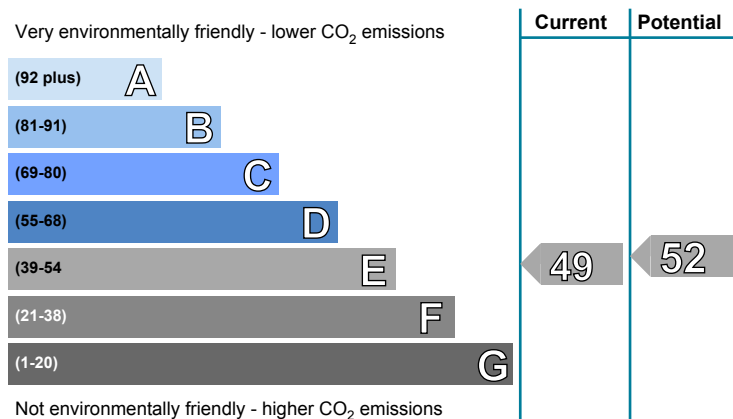 Very environmentally friendly - lower CO₂ emissions
Current
Potential
(92 plus) A
(81-91) B
(69-80) C
(55-68) D
(39-54 E
49
52
(21-38) F
(1-20) G
Not environmentally friendly - higher CO₂ emissions